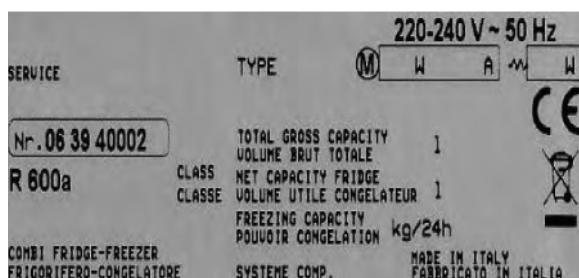 220-240 V ~ 50 Hz
SERVICE TYPE M W A W
Nr. 06 39 40002
TOTAL GROSS CAPACITY
VOLUME BRUT TOTALE l
R 600a
CLASS NET CAPACITY FRIDGE
CLASSE VOLUME UTILE CONGELATEUR l
FREEZING CAPACITY
POUVOIR CONGELATION kg/24h
CE
COMBI FRIDGE-FREEZER MADE IN ITALY
FRIGORIFERO-CONGELATORE SYSTEME COMP. FABBRICATO IN ITALIA